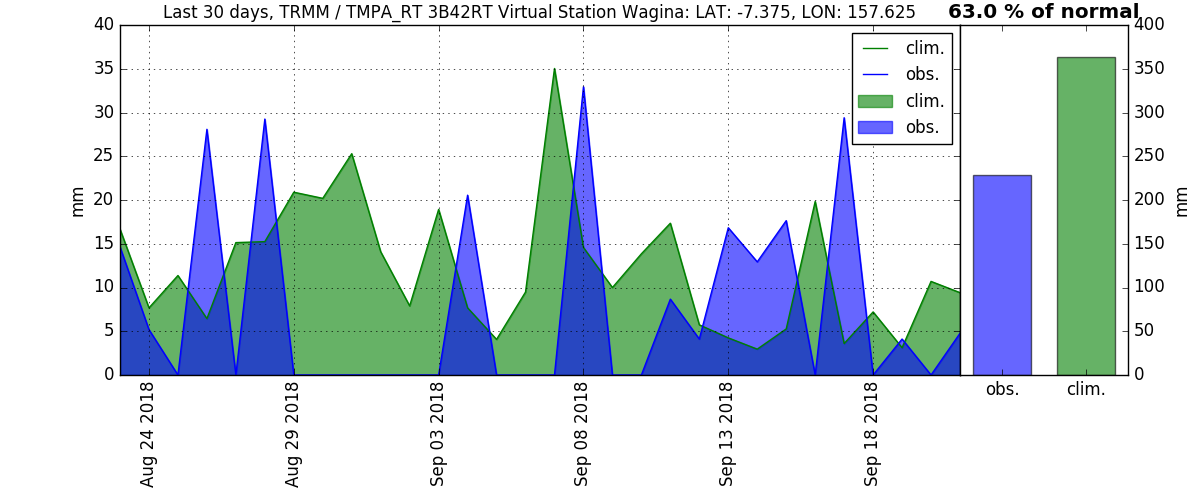 Last 30 days, TRMM / TMPA_RT 3B42RT Virtual Station Wagina: LAT: -7.375, LON: 157.625
63.0 % of normal
40
35
30
25
20
15
10
5
0
mm
clim.
obs.
clim.
obs.
Aug 24 2018
Aug 29 2018
Sep 03 2018
Sep 08 2018
Sep 13 2018
Sep 18 2018
400
350
300
250
200
150
100
50
0
mm
obs.
clim.